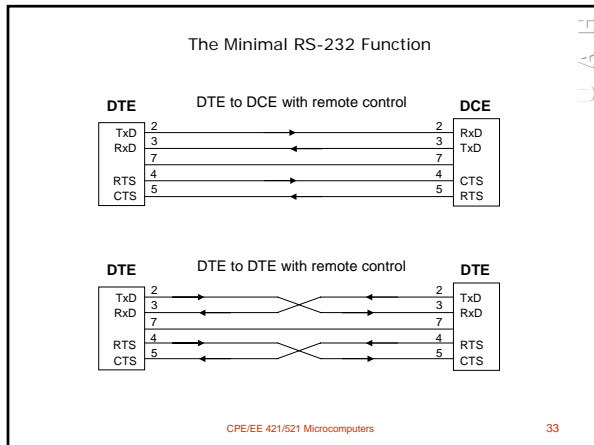 The Minimal RS-232 Function
UAH
DTE to DCE with remote control
DTE
DCE
TxD 2 2 RxD
RxD 3 3 TxD
7 7
RTS 4 4 CTS
CTS 5 5 RTS
DTE to DTE with remote control
DTE
DTE
TxD 2 2 TxD
RxD 3 3 RxD
7 7
RTS 4 4 RTS
CTS 5 5 CTS
CPE/EE 421/521 Microcomputers
33